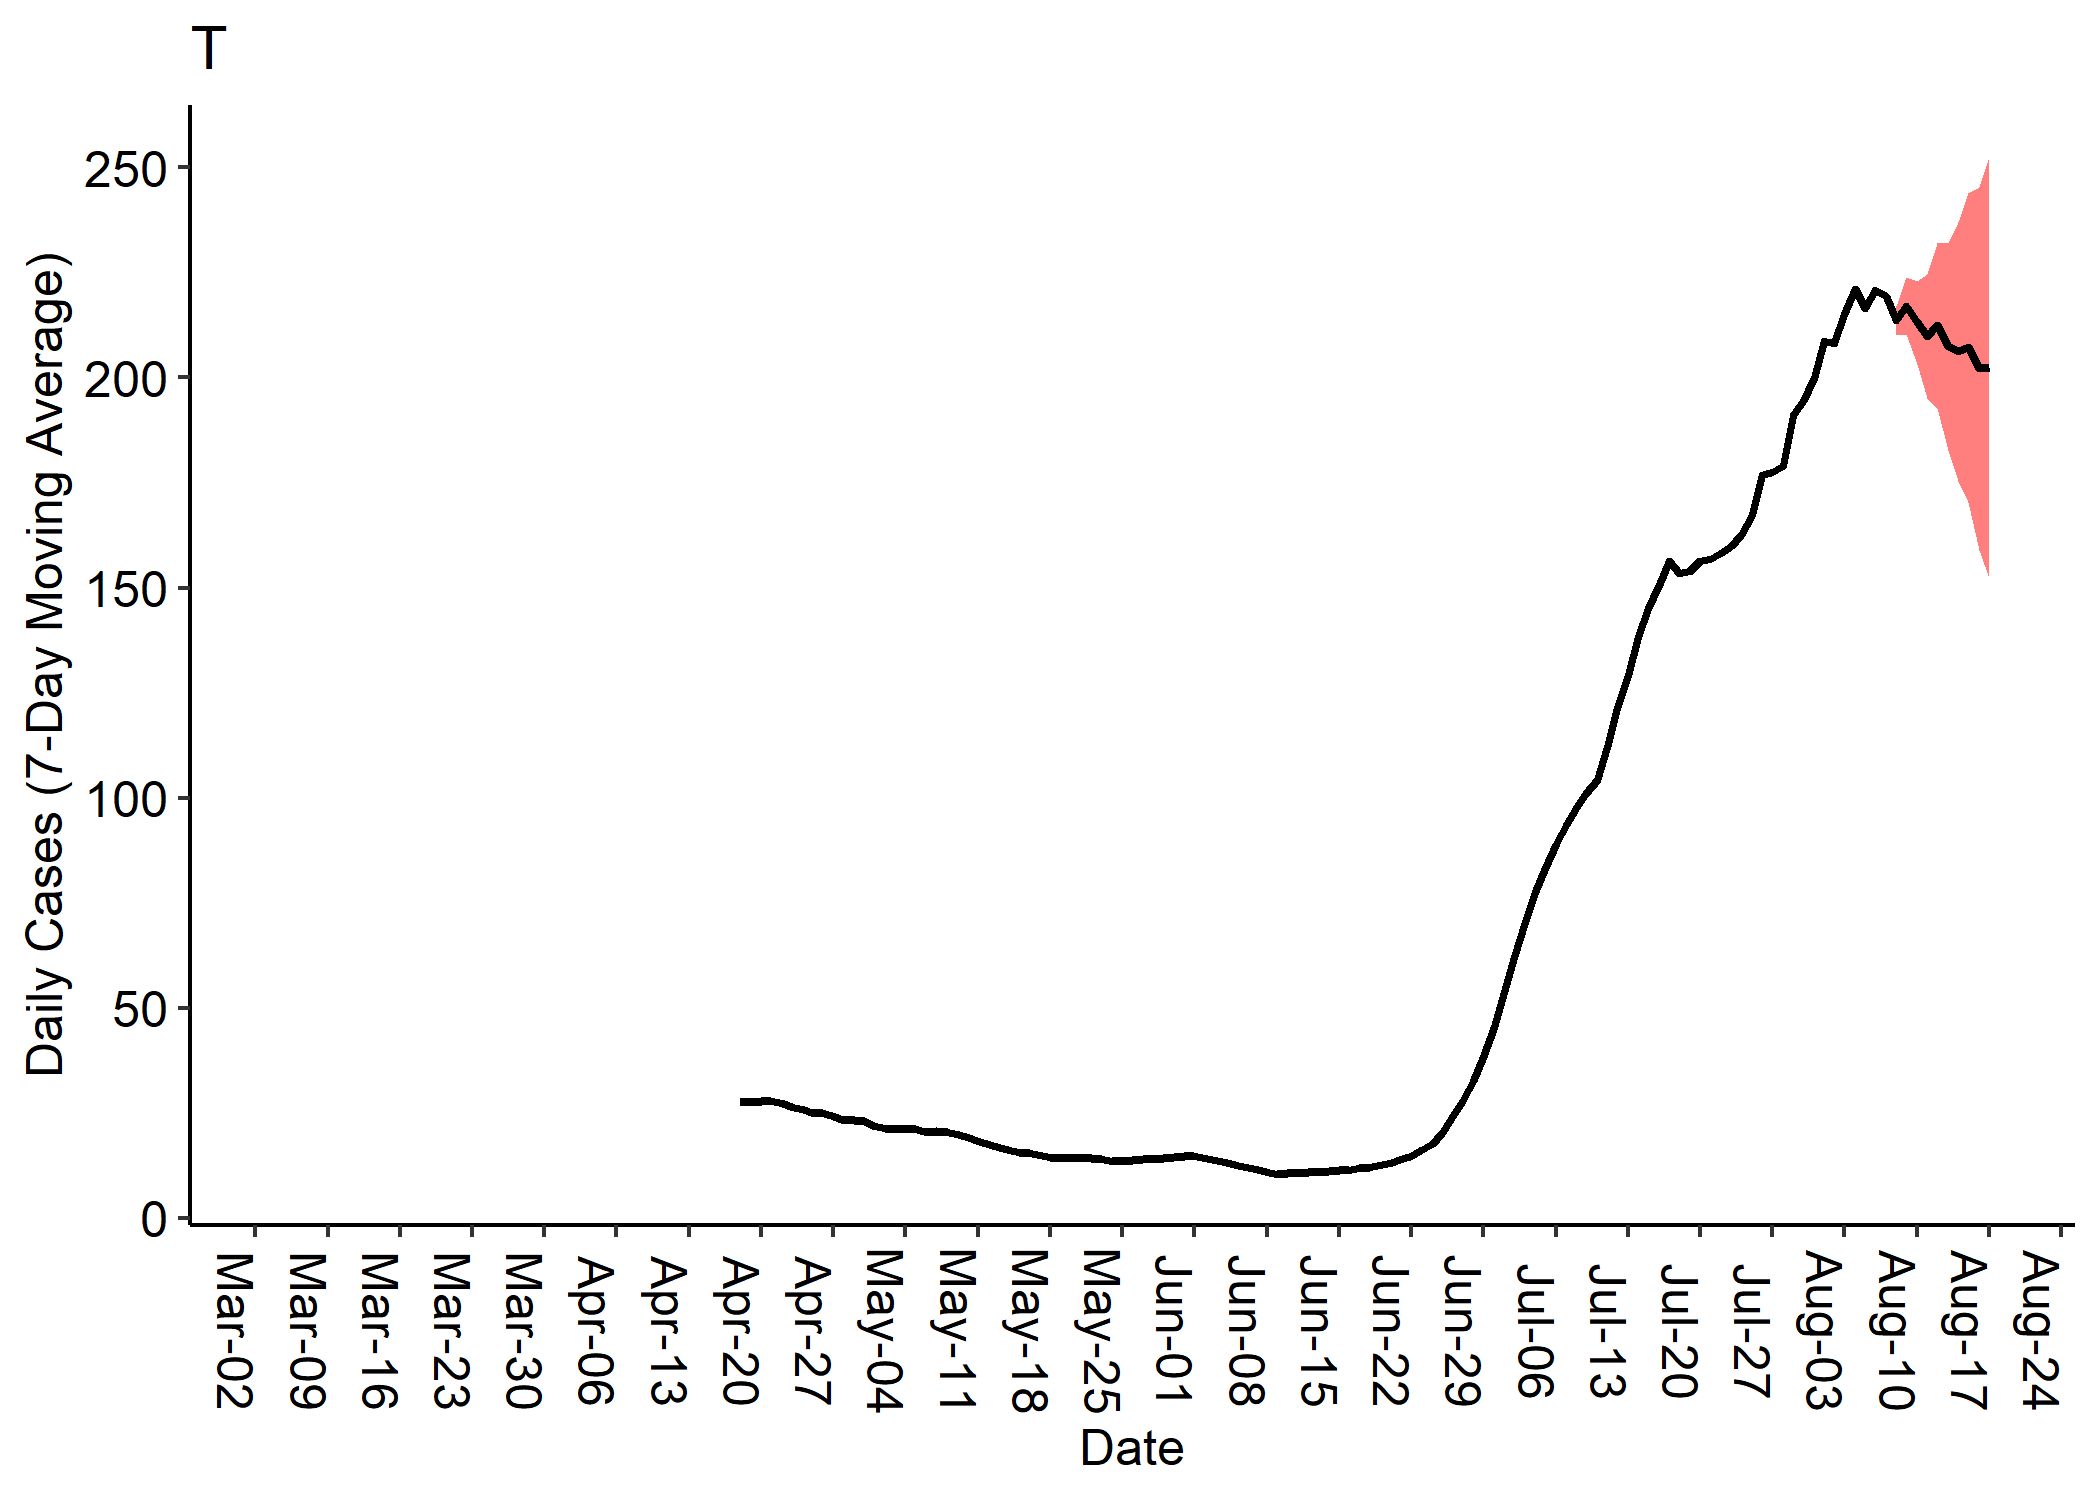 T
Daily Cases (7-Day Moving Average)
250
200
150
100
50
0
Mar-02
Mar-09
Mar-16
Mar-23
Mar-30
Apr-06
Apr-13
Apr-20
Apr-27
May-04
May-11
May-18
May-25
Jun-01
Jun-08
Jun-15
Jun-22
Jun-29
Jul-06
Jul-13
Jul-20
Jul-27
Aug-03
Aug-10
Aug-17
Aug-24
Date